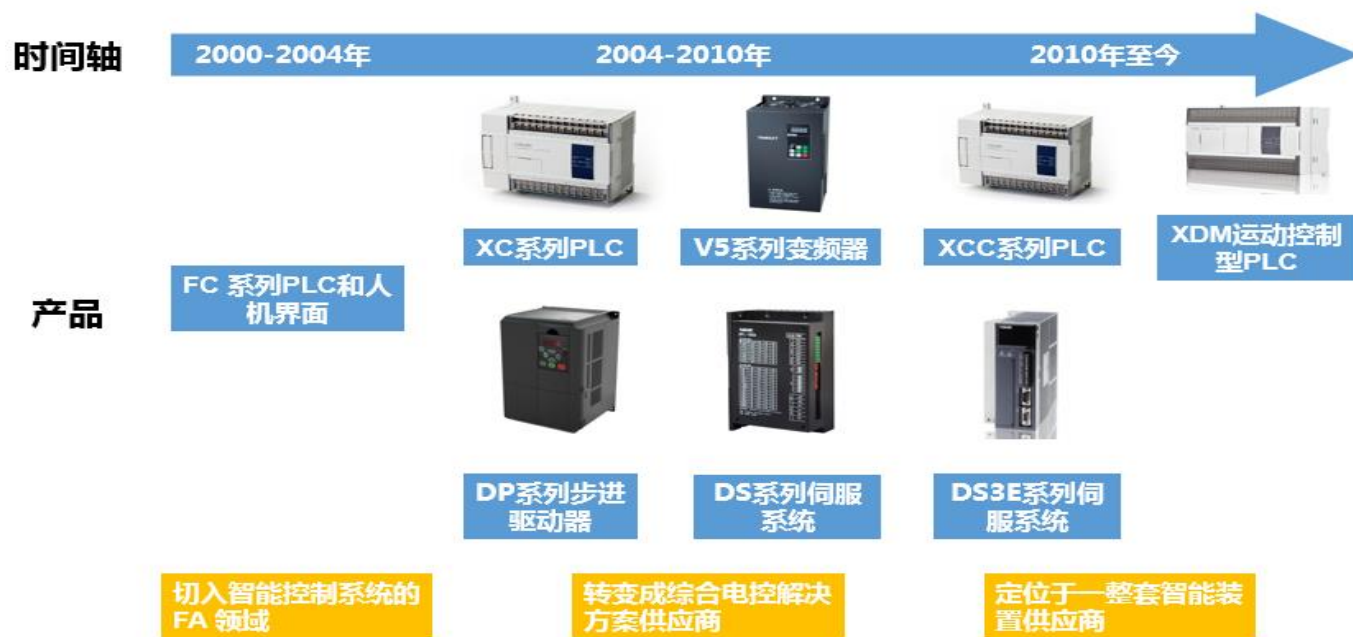 时间轴
2000-2004年
2004-2010年
2010年至今
XC系列PLC
V5系列变频器
XCC系列PLC
XDM运动控制
型PLC
产品
FC 系列PLC和人
机界面
DP系列步进
驱动器
DS系列伺服
系统
DS3E系列伺
服系统
切入智能控制系统的
FA 领域
转变成综合电控解决
方案供应商
定位于一整套智能装
置供应商